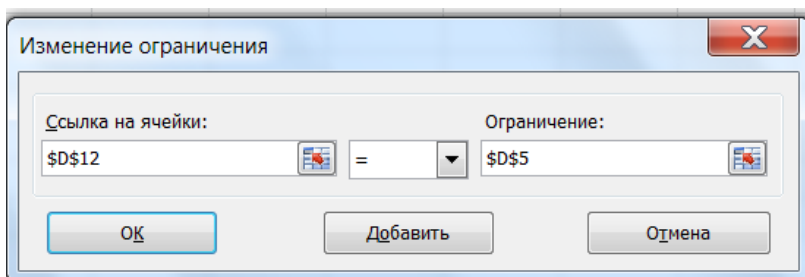 Изменение ограничения
Ссылка на ячейки:
Ограничение:
$D$12
=
$D$5
ОК
Добавить
Отмена